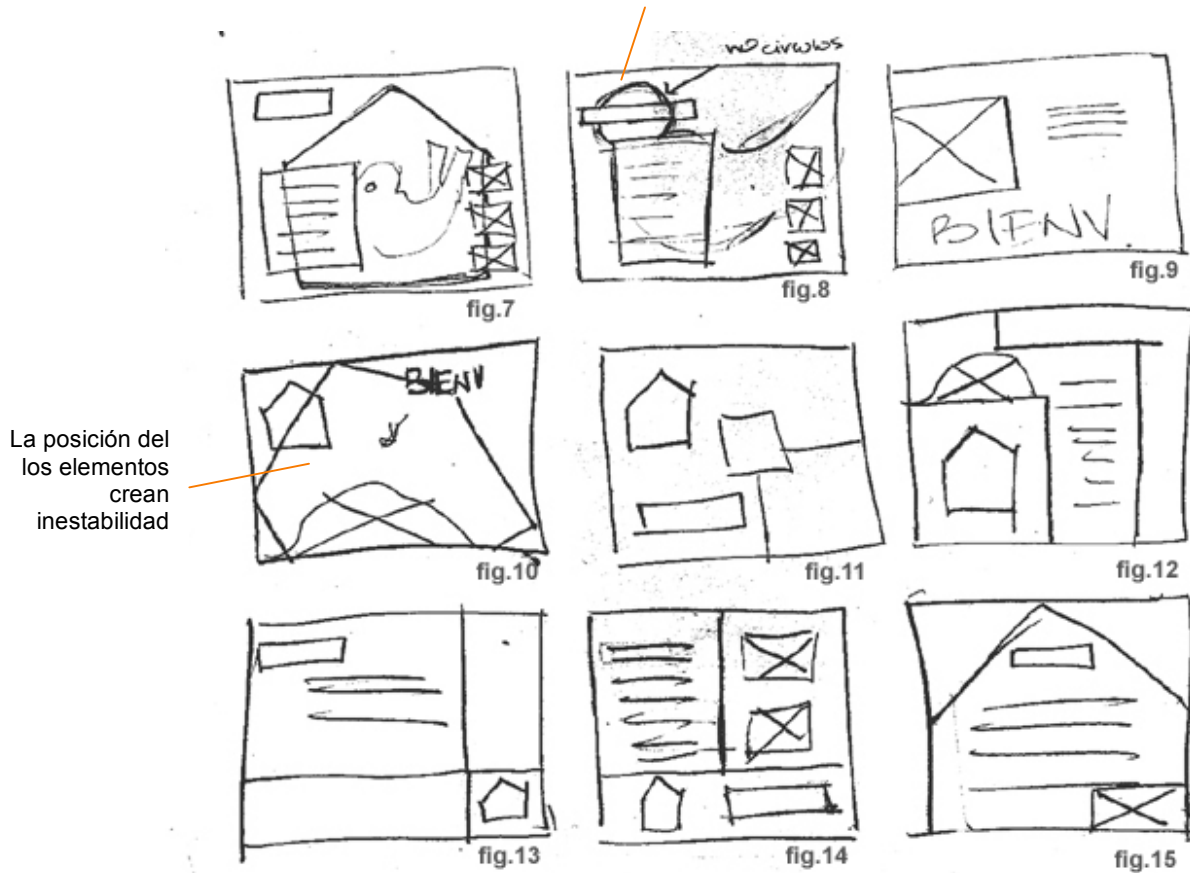 no circulos
BIENV.
fig.7
fig.8
fig.9
BIENV
La posición del
los elementos
crean
inestabilidad
fig.10
fig.11
fig.12
fig.13
fig.14
fig.15